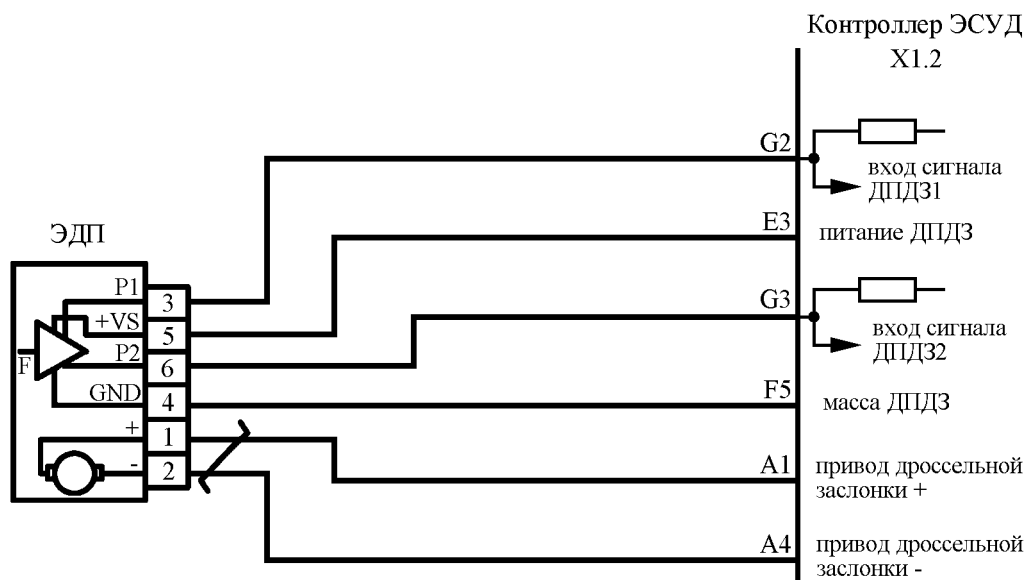 Контроллер ЭСУД
X1.2
G2
вход сигнала
ДПДЗ1
ЭДП
E3
питание ДПДЗ
P1
3
G3
+VS
5
вход сигнала
ДПДЗ2
F
P2
6
GND
4
F5
масса ДПДЗ
+
1
A1
привод дроссельной
заслонки +
-
2
A4
привод дроссельной
заслонки -